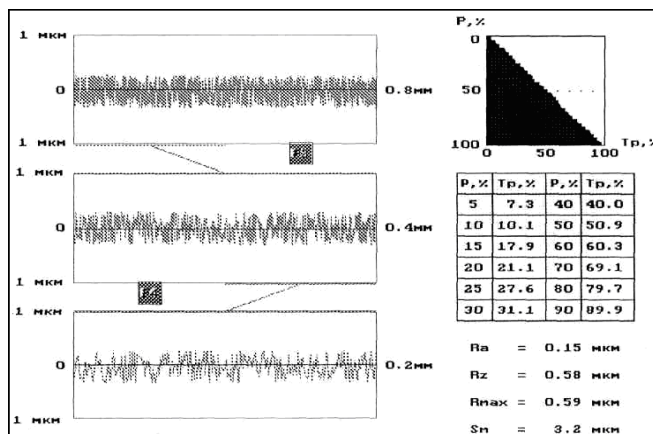 1 мкм
0
0.8мм
1 мкм
1 мкм
0
0.4мм
1 мкм
1 мкм
0
0.2мм
1 мкм
P,%
0
50
100
0 50 100
Tp,%
P,% Tp,% P,% Tp,%
5 7.3 40 40.0
10 10.1 50 50.9
15 17.9 60 60.3
20 21.1 70 69.1
25 27.6 80 79.7
30 31.1 90 89.9
Ra = 0.15 мкм
Rz = 0.58 мкм
Rmax = 0.59 мкм
Sm = 3.2 мкм